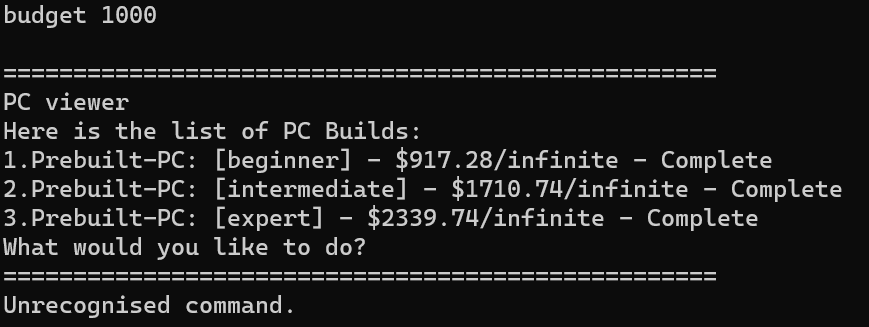 budget 1000
===================================================
PC viewer
Here is the list of PC Builds:
1.Prebuilt-PC: [beginner] - $917.28/infinite - Complete
2.Prebuilt-PC: [intermediate] - $1710.74/infinite - Complete
3.Prebuilt-PC: [expert] - $2339.74/infinite - Complete
What would you like to do?
===================================================
Unrecognised command.